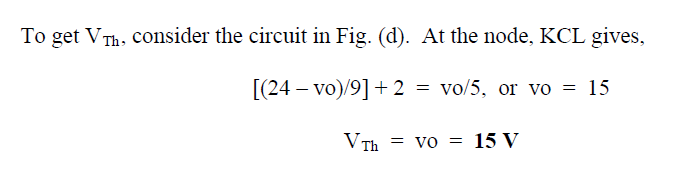 To get VTh, consider the circuit in Fig. (d).  At the node, KCL gives,
[(24 – vo)/9] + 2  =  vo/5,  or  vo  =  15
VTh  =  vo  =  15 V